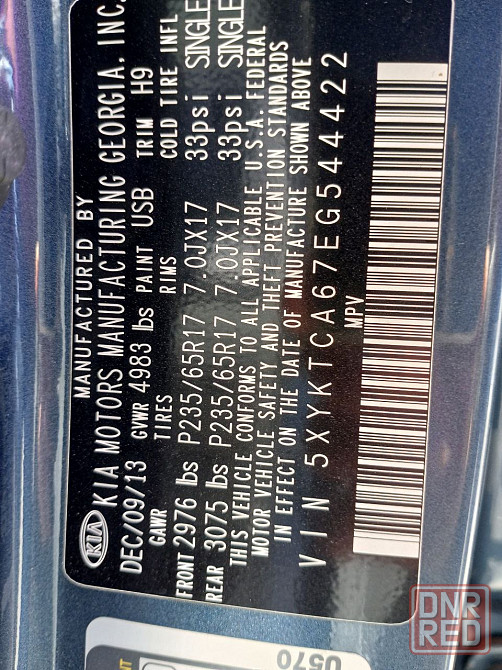 MANUFACTURED BY
KIA KIA MOTORS MANUFACTURING GEORGIA, INC.
DEC/09/13 GVWR 4983 lbs PAINT USB TRIM H9
GAWR TIRES RIMS COLD TIRE INFL
FRONT 2976 lbs P235/65R17 7.0JX17 33psi SINGLE
REAR 3075 lbs P235/65R17 7.0JX17 33psi SINGLE
THIS VEHICLE CONFORMS TO ALL APPLICABLE U.S.A. FEDERAL
MOTOR VEHICLE SAFETY AND THEFT PREVENTION STANDARDS
IN EFFECT ON THE DATE OF MANUFACTURE SHOWN ABOVE
VIN 5XYKTCA67EG544422
MPV
0570
DNR
RED